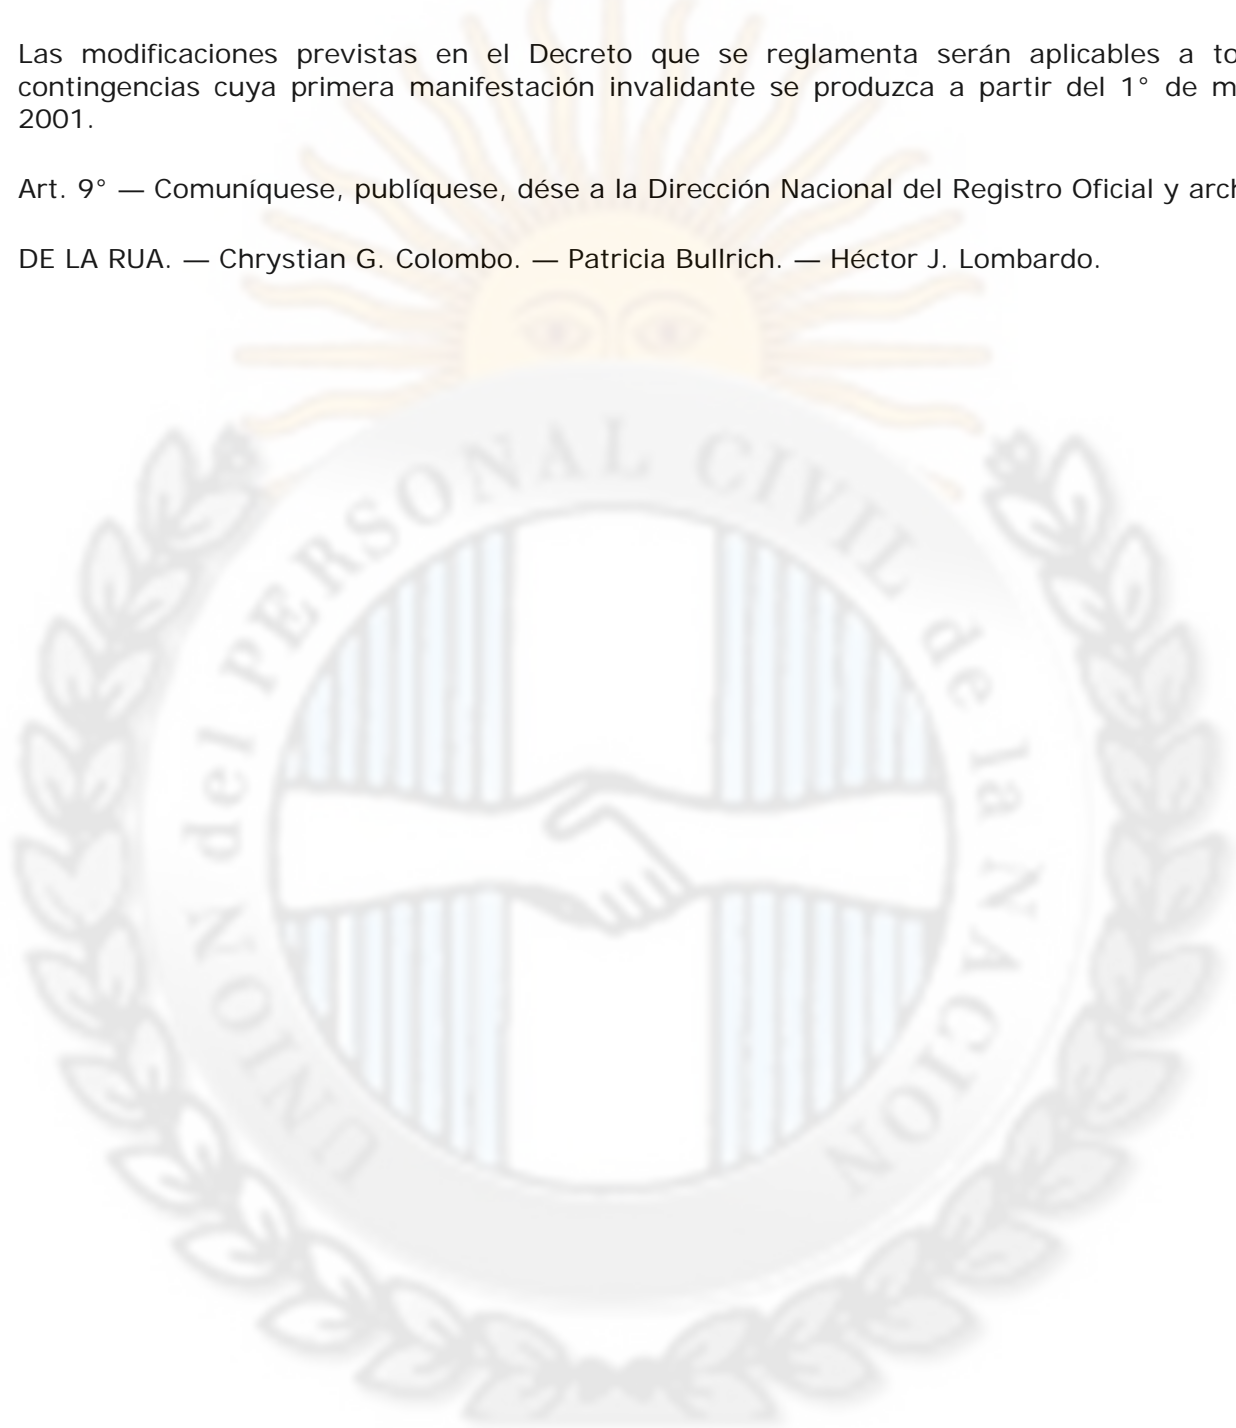 Las modificaciones previstas en el Decreto que se reglamenta serán aplicables a to
contingencias cuya primera manifestación invalidante se produzca a partir del 1° de m
2001.
Art. 9° — Comuníquese, publíquese, dése a la Dirección Nacional del Registro Oficial y arch
DE LA RUA. — Chrystian G. Colombo. — Patricia Bullrich. — Héctor J. Lombardo.
UNION del PERSONAL CIVIL de la NACION